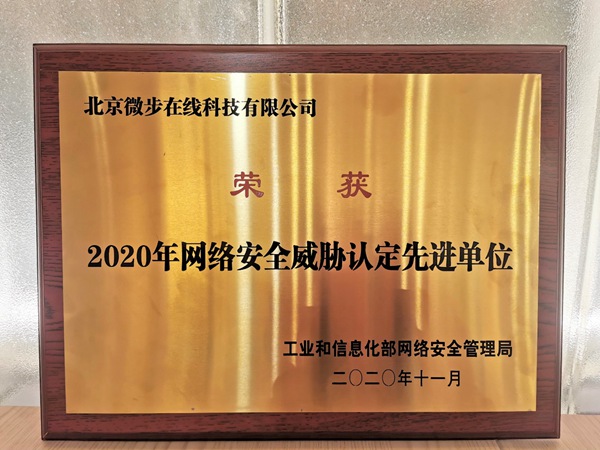 北京微步在线科技有限公司
荣获
2020年网络安全威胁认定先进单位
工业和信息化部网络安全管理局
二〇二〇年十一月